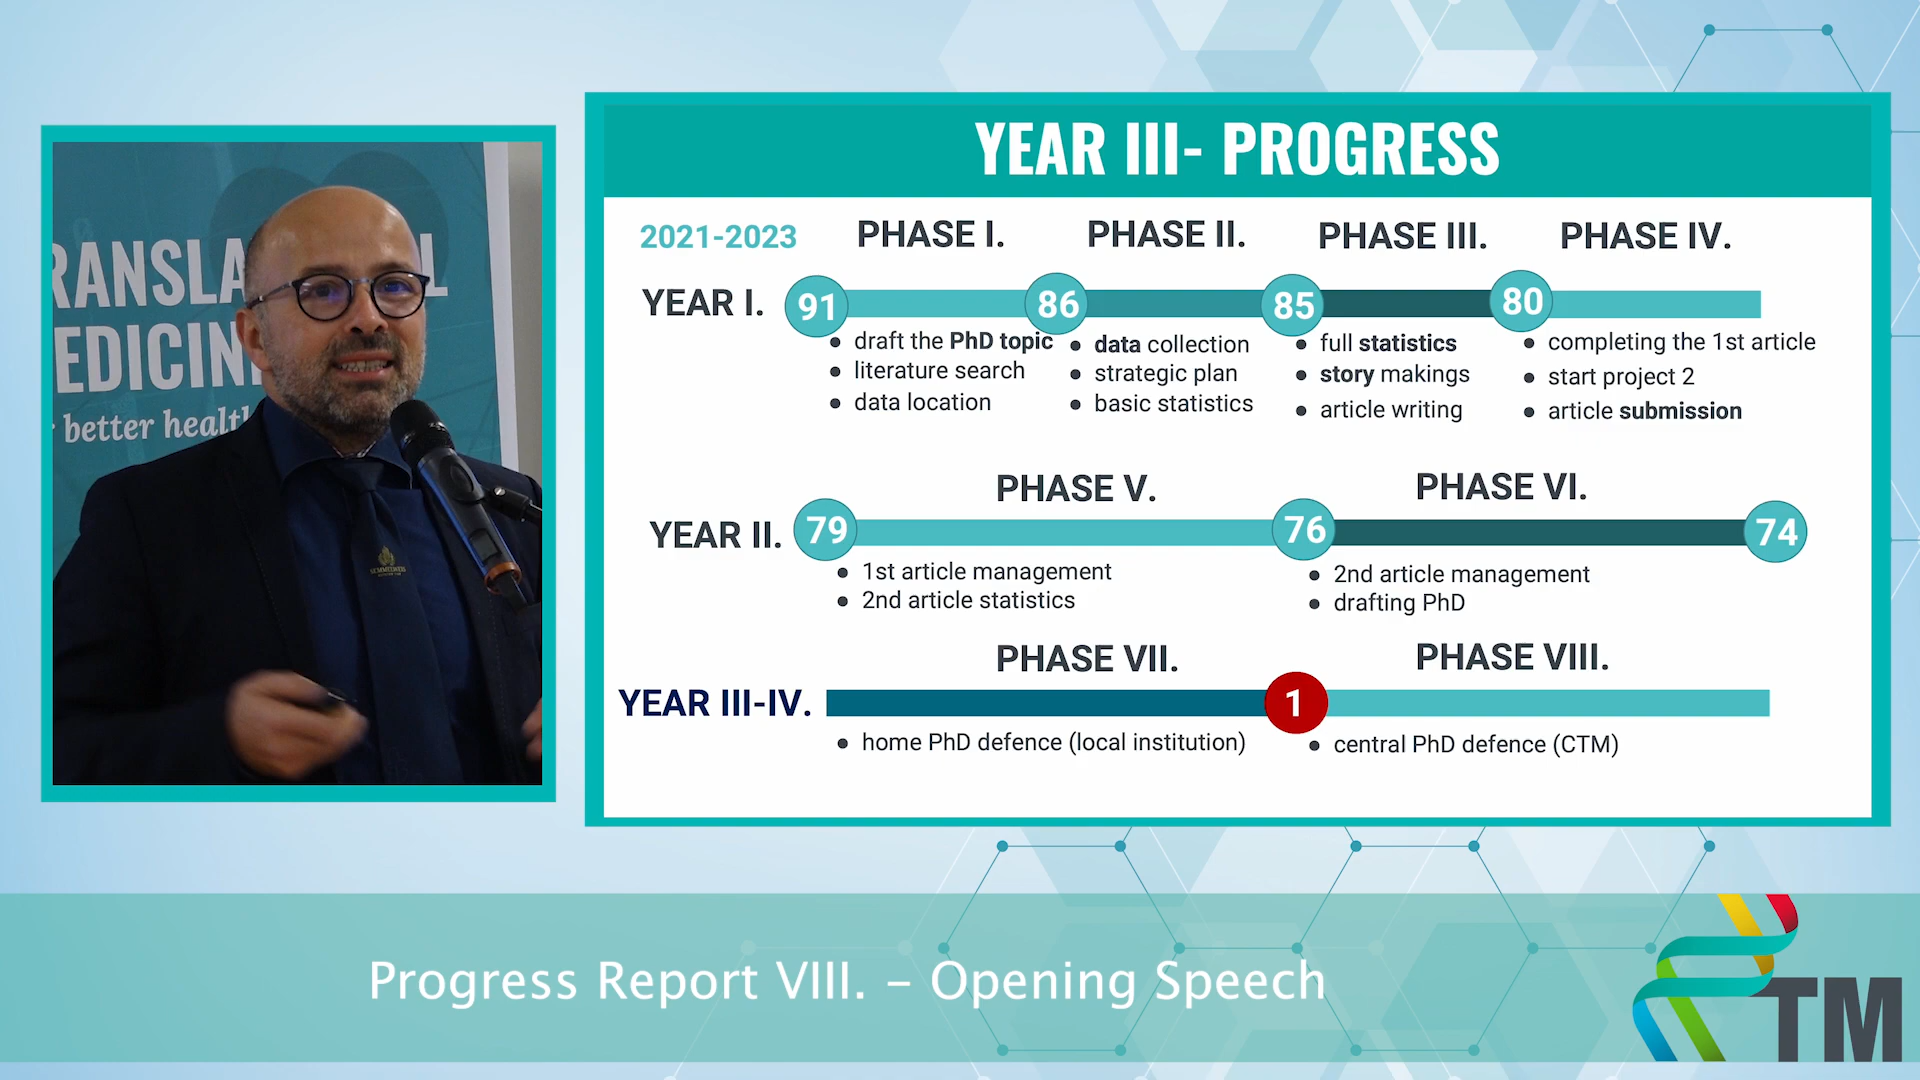 YEAR III- PROGRESS
2021-2023
PHASE I.
PHASE II.
PHASE III.
PHASE IV.
YEAR I.
91
86
85
80
draft the PhD topic
literature search
data location
data collection
strategic plan
basic statistics
full statistics
story makings
article writing
completing the 1st article
start project 2
article submission
PHASE V.
PHASE VI.
YEAR II.
79
76
74
1st article management
2nd article statistics
2nd article management
drafting PhD
PHASE VII.
PHASE VIII.
YEAR III-IV.
1
home PhD defence (local institution)
central PhD defence (CTM)
RANSLA L
EDICIN
better healt
Progress Report VIII. – Opening Speech
TM